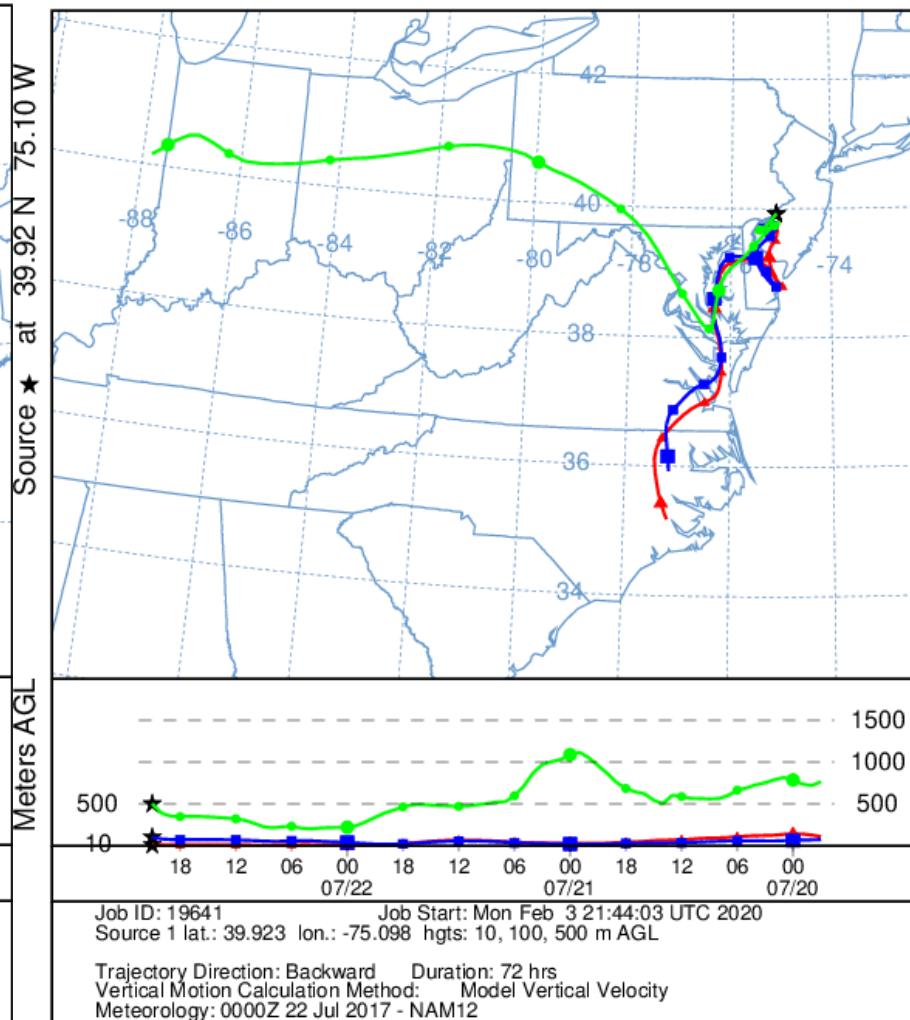 Source ★ at 39.92 N 75.10 W
42
40
-88
-86
-84
-82
-80
-78
-74
38
36
34
Meters AGL
1500
1000
500
500
10
18 12 06 00 18 12 06 00 18 12 06 00
07/22 07/21 07/20
Job ID: 19641 Job Start: Mon Feb 3 21:44:03 UTC 2020
Source 1 lat.: 39.923 lon.: -75.098 hgts: 10, 100, 500 m AGL
Trajectory Direction: Backward Duration: 72 hrs
Vertical Motion Calculation Method: Model Vertical Velocity
Meteorology: 0000Z 22 Jul 2017 - NAM12